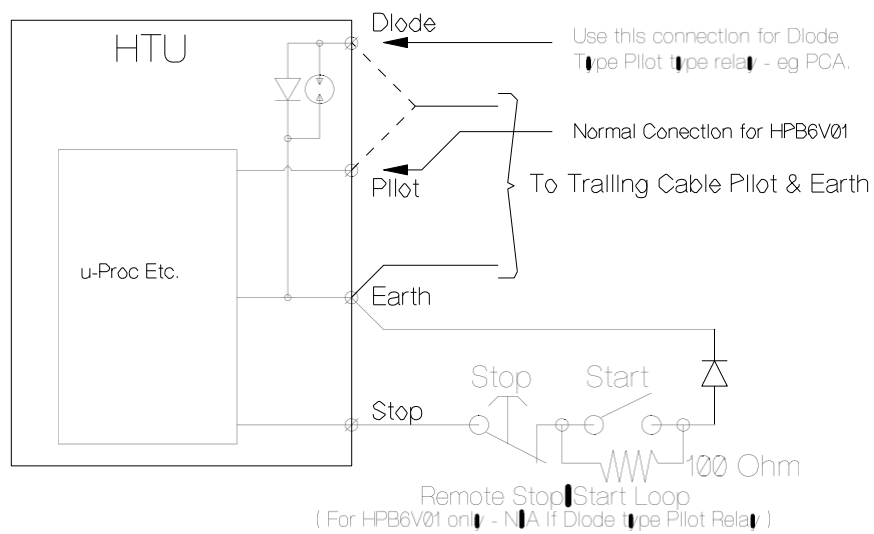 HTU
Diode
Use this connection for Diode
Type Pilot type relay - eg PCA.
Normal Conection for HPB6V01
Pilot
To Trailing Cable Pilot & Earth
u-Proc Etc.
Earth
Stop
Start
Stop
100 Ohm
Remote Stop/Start Loop
( For HPB6V01 only - N/A If Diode type Pilot Relay )